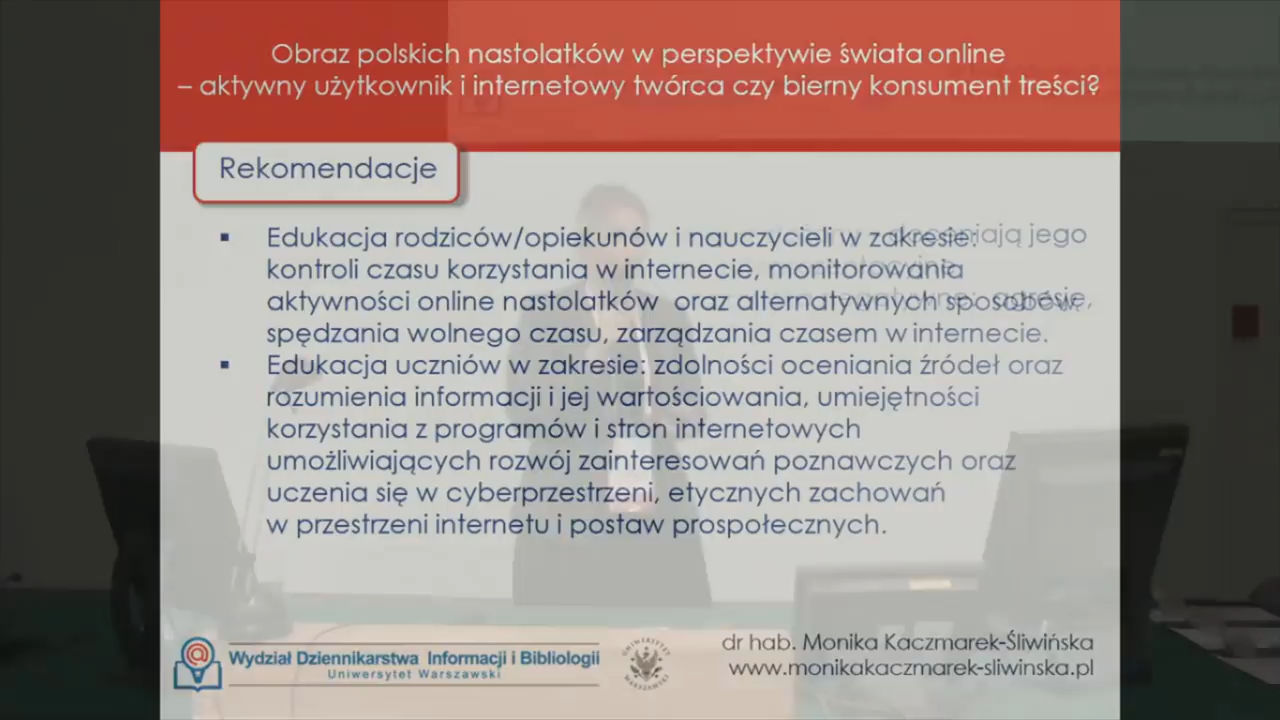 Obraz polskich nastolatków w perspektywie świata online
– aktywny użytkownik i internetowy twórca czy bierny konsument treści?
Rekomendacje
▪ Edukacja rodziców/opiekunów i nauczycieli w zakresie:
kontroli czasu korzystania w internecie, monitorowania
aktywności online nastolatków oraz alternatywnych sposobów
spędzania wolnego czasu, zarządzania czasem w internecie.
▪ Edukacja uczniów w zakresie: zdolności oceniania źródeł oraz
rozumienia informacji i jej wartościowania, umiejętności
korzystania z programów i stron internetowych
umożliwiających rozwój zainteresowań poznawczych oraz
uczenia się w cyberprzestrzeni, etycznych zachowań
w przestrzeni internetu i postaw prospołecznych.
jego
agresję,
Wydział Dziennikarstwa Informacji i Bibliologii
Uniwersytet Warszawski
UNIWERSYTET WARSZAWSKI
dr hab. Monika Kaczmarek-Śliwińska
www.monikakaczmarek-sliwinska.pl